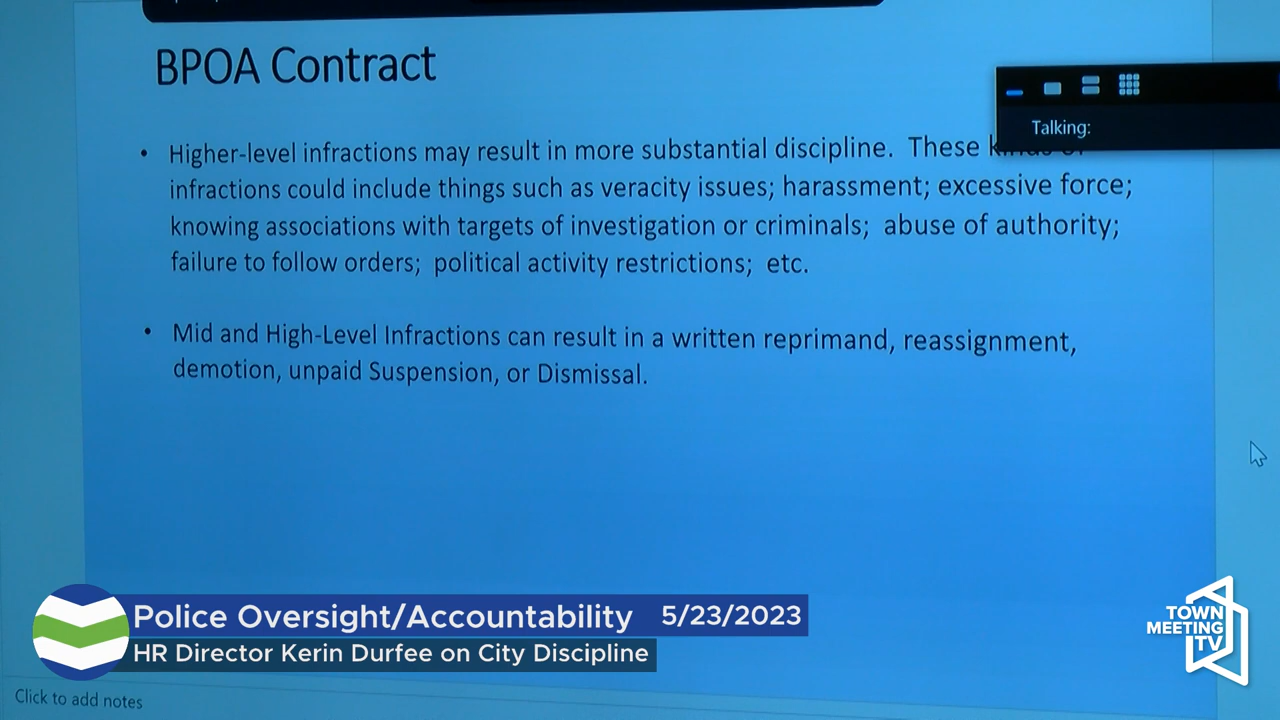 BPOA Contract
Talking:
• Higher-level infractions may result in more substantial discipline. These
infractions could include things such as veracity issues; harassment; excessive force;
knowing associations with targets of investigation or criminals; abuse of authority;
failure to follow orders; political activity restrictions; etc.
• Mid and High-Level Infractions can result in a written reprimand, reassignment,
demotion, unpaid Suspension, or Dismissal.
Police Oversight/Accountability 5/23/2023
HR Director Kerin Durfee on City Discipline
TOWN
MEETING
TV
Click to add notes